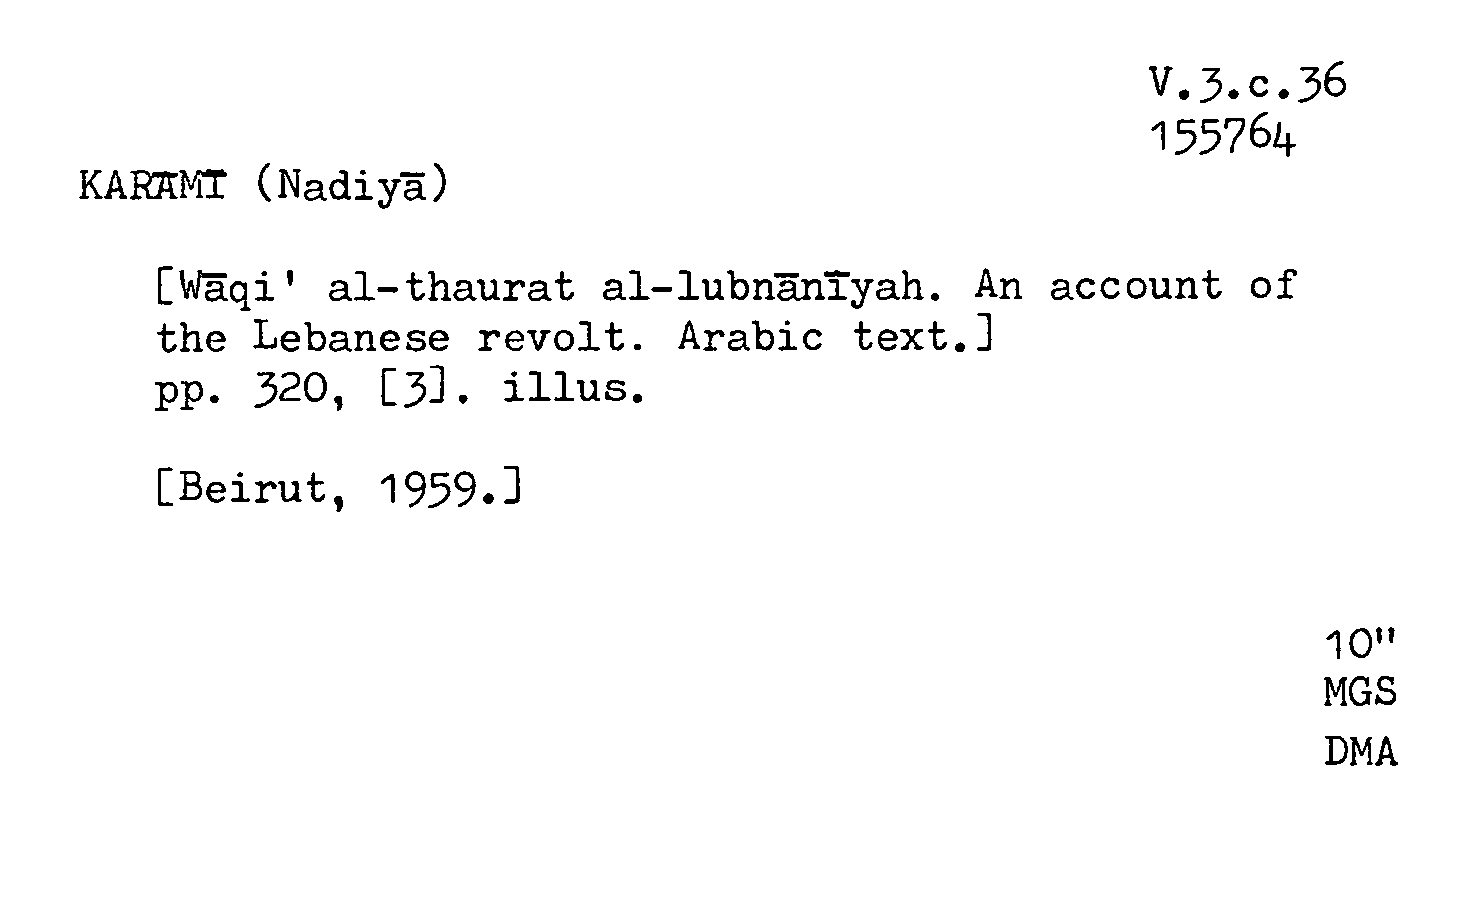 V.3.c.36
155764
KARĀMĪ (Nadiyā)
[Wāqi' al-thaurat al-lubnānīyah. An account of
the Lebanese revolt. Arabic text.]
pp. 320, [3]. illus.
[Beirut, 1959.]
10"
MGS
DMA